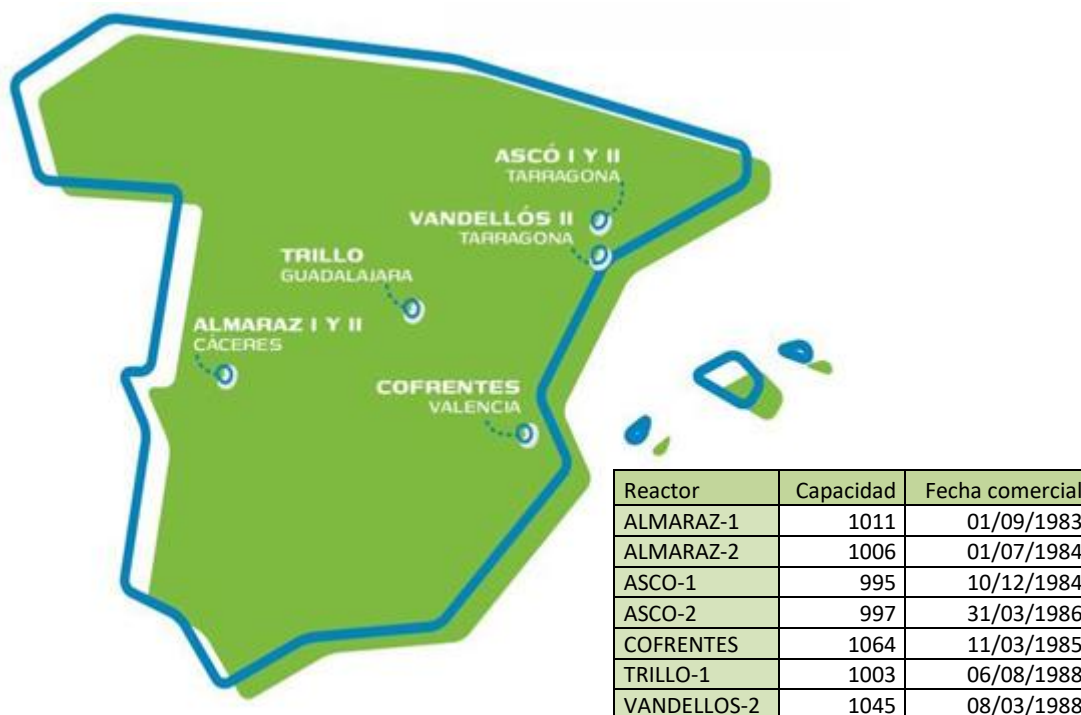 ASCÓ I Y II
TARRAGONA
VANDELLÓS II
TARRAGONA
TRILLO
GUADALAJARA
ALMARAZ I Y II
CÁCERES
COFRENTES
VALENCIA
Reactor Capacidad Fecha comercial
ALMARAZ-1 1011 01/09/1983
ALMARAZ-2 1006 01/07/1984
ASCO-1 995 10/12/1984
ASCO-2 997 31/03/1986
COFRENTES 1064 11/03/1985
TRILLO-1 1003 06/08/1988
VANDELLOS-2 1045 08/03/1988